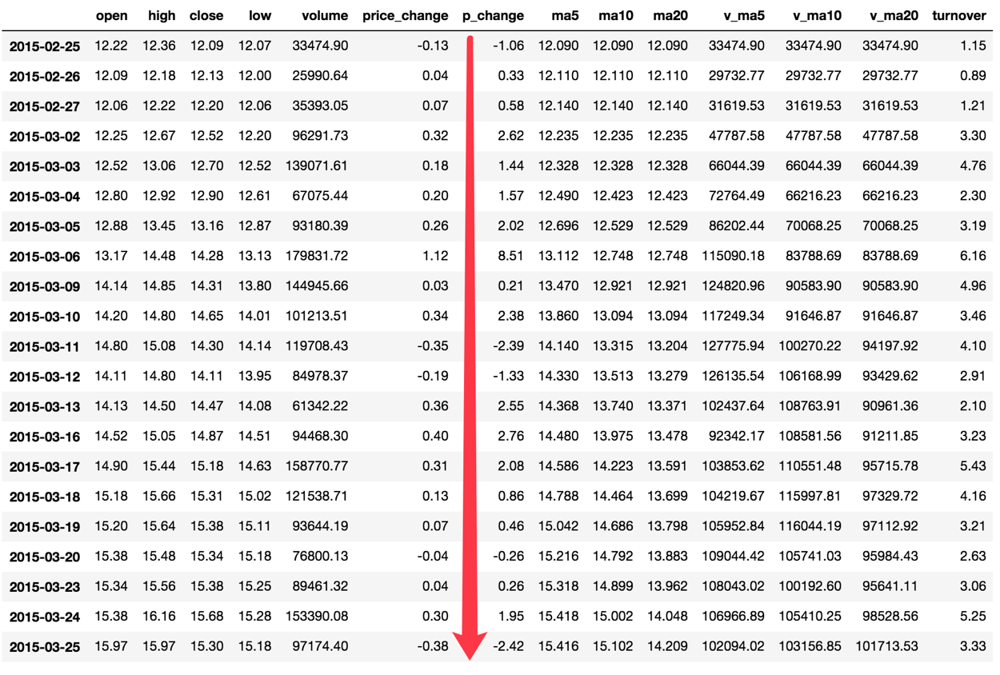 open high close low volume price_change p_change ma5 ma10 ma20 v_ma5 v_ma10 v_ma20 turnover
2015-02-25 12.22 12.36 12.09 12.07 33474.90 -0.13 -1.06 12.090 12.090 12.090 33474.90 33474.90 33474.90 1.15
2015-02-26 12.09 12.18 12.13 12.00 25990.64 0.04 0.33 12.110 12.110 12.110 29732.77 29732.77 29732.77 0.89
2015-02-27 12.06 12.22 12.20 12.06 35393.05 0.07 0.58 12.140 12.140 12.140 31619.53 31619.53 31619.53 1.21
2015-03-02 12.25 12.67 12.52 12.20 96291.73 0.32 2.62 12.235 12.235 12.235 47787.58 47787.58 47787.58 3.30
2015-03-03 12.52 13.06 12.70 12.52 139071.61 0.18 1.44 12.328 12.328 12.328 66044.39 66044.39 66044.39 4.76
2015-03-04 12.80 12.92 12.90 12.61 67075.44 0.20 1.57 12.490 12.423 12.423 72764.49 66216.23 66216.23 2.30
2015-03-05 12.88 13.45 13.16 12.87 93180.39 0.26 2.02 12.696 12.529 12.529 86202.44 70068.25 70068.25 3.19
2015-03-06 13.17 14.48 14.28 13.13 179831.72 1.12 8.51 13.112 12.748 12.748 115090.18 83788.69 83788.69 6.16
2015-03-09 14.14 14.85 14.31 13.80 144945.66 0.03 0.21 13.470 12.921 12.921 124820.96 90583.90 90583.90 4.96
2015-03-10 14.20 14.80 14.65 14.01 101213.51 0.34 2.38 13.860 13.094 13.094 117249.34 91646.87 91646.87 3.46
2015-03-11 14.80 15.08 14.30 14.14 119708.43 -0.35 -2.39 14.140 13.315 13.204 127775.94 100270.22 94197.92 4.10
2015-03-12 14.11 14.80 14.11 13.95 84978.37 -0.19 -1.33 14.330 13.513 13.279 126135.54 106168.99 93429.62 2.91
2015-03-13 14.13 14.50 14.47 14.08 61342.22 0.36 2.55 14.368 13.740 13.371 102437.64 108763.91 90961.36 2.10
2015-03-16 14.52 15.05 14.87 14.51 94468.30 0.40 2.76 14.480 13.975 13.478 92342.17 108581.56 91211.85 3.23
2015-03-17 14.90 15.44 15.18 14.63 158770.77 0.31 2.08 14.586 14.223 13.591 103853.62 110551.48 95715.78 5.43
2015-03-18 15.18 15.66 15.31 15.02 121538.71 0.13 0.86 14.788 14.464 13.699 104219.67 115997.81 97329.72 4.16
2015-03-19 15.20 15.64 15.38 15.11 93644.19 0.07 0.46 15.042 14.686 13.798 105952.84 116044.19 97112.92 3.21
2015-03-20 15.38 15.48 15.34 15.18 76800.13 -0.04 -0.26 15.216 14.792 13.883 109044.42 105741.03 95984.43 2.63
2015-03-23 15.34 15.56 15.38 15.25 89461.32 0.04 0.26 15.318 14.899 13.962 108043.02 100192.60 95641.11 3.06
2015-03-24 15.38 16.16 15.68 15.28 153390.08 0.30 1.95 15.418 15.002 14.048 106966.89 105410.25 98528.56 5.25
2015-03-25 15.97 15.97 15.30 15.18 97174.40 -0.38 -2.42 15.416 15.102 14.209 102094.02 103156.85 101713.53 3.33